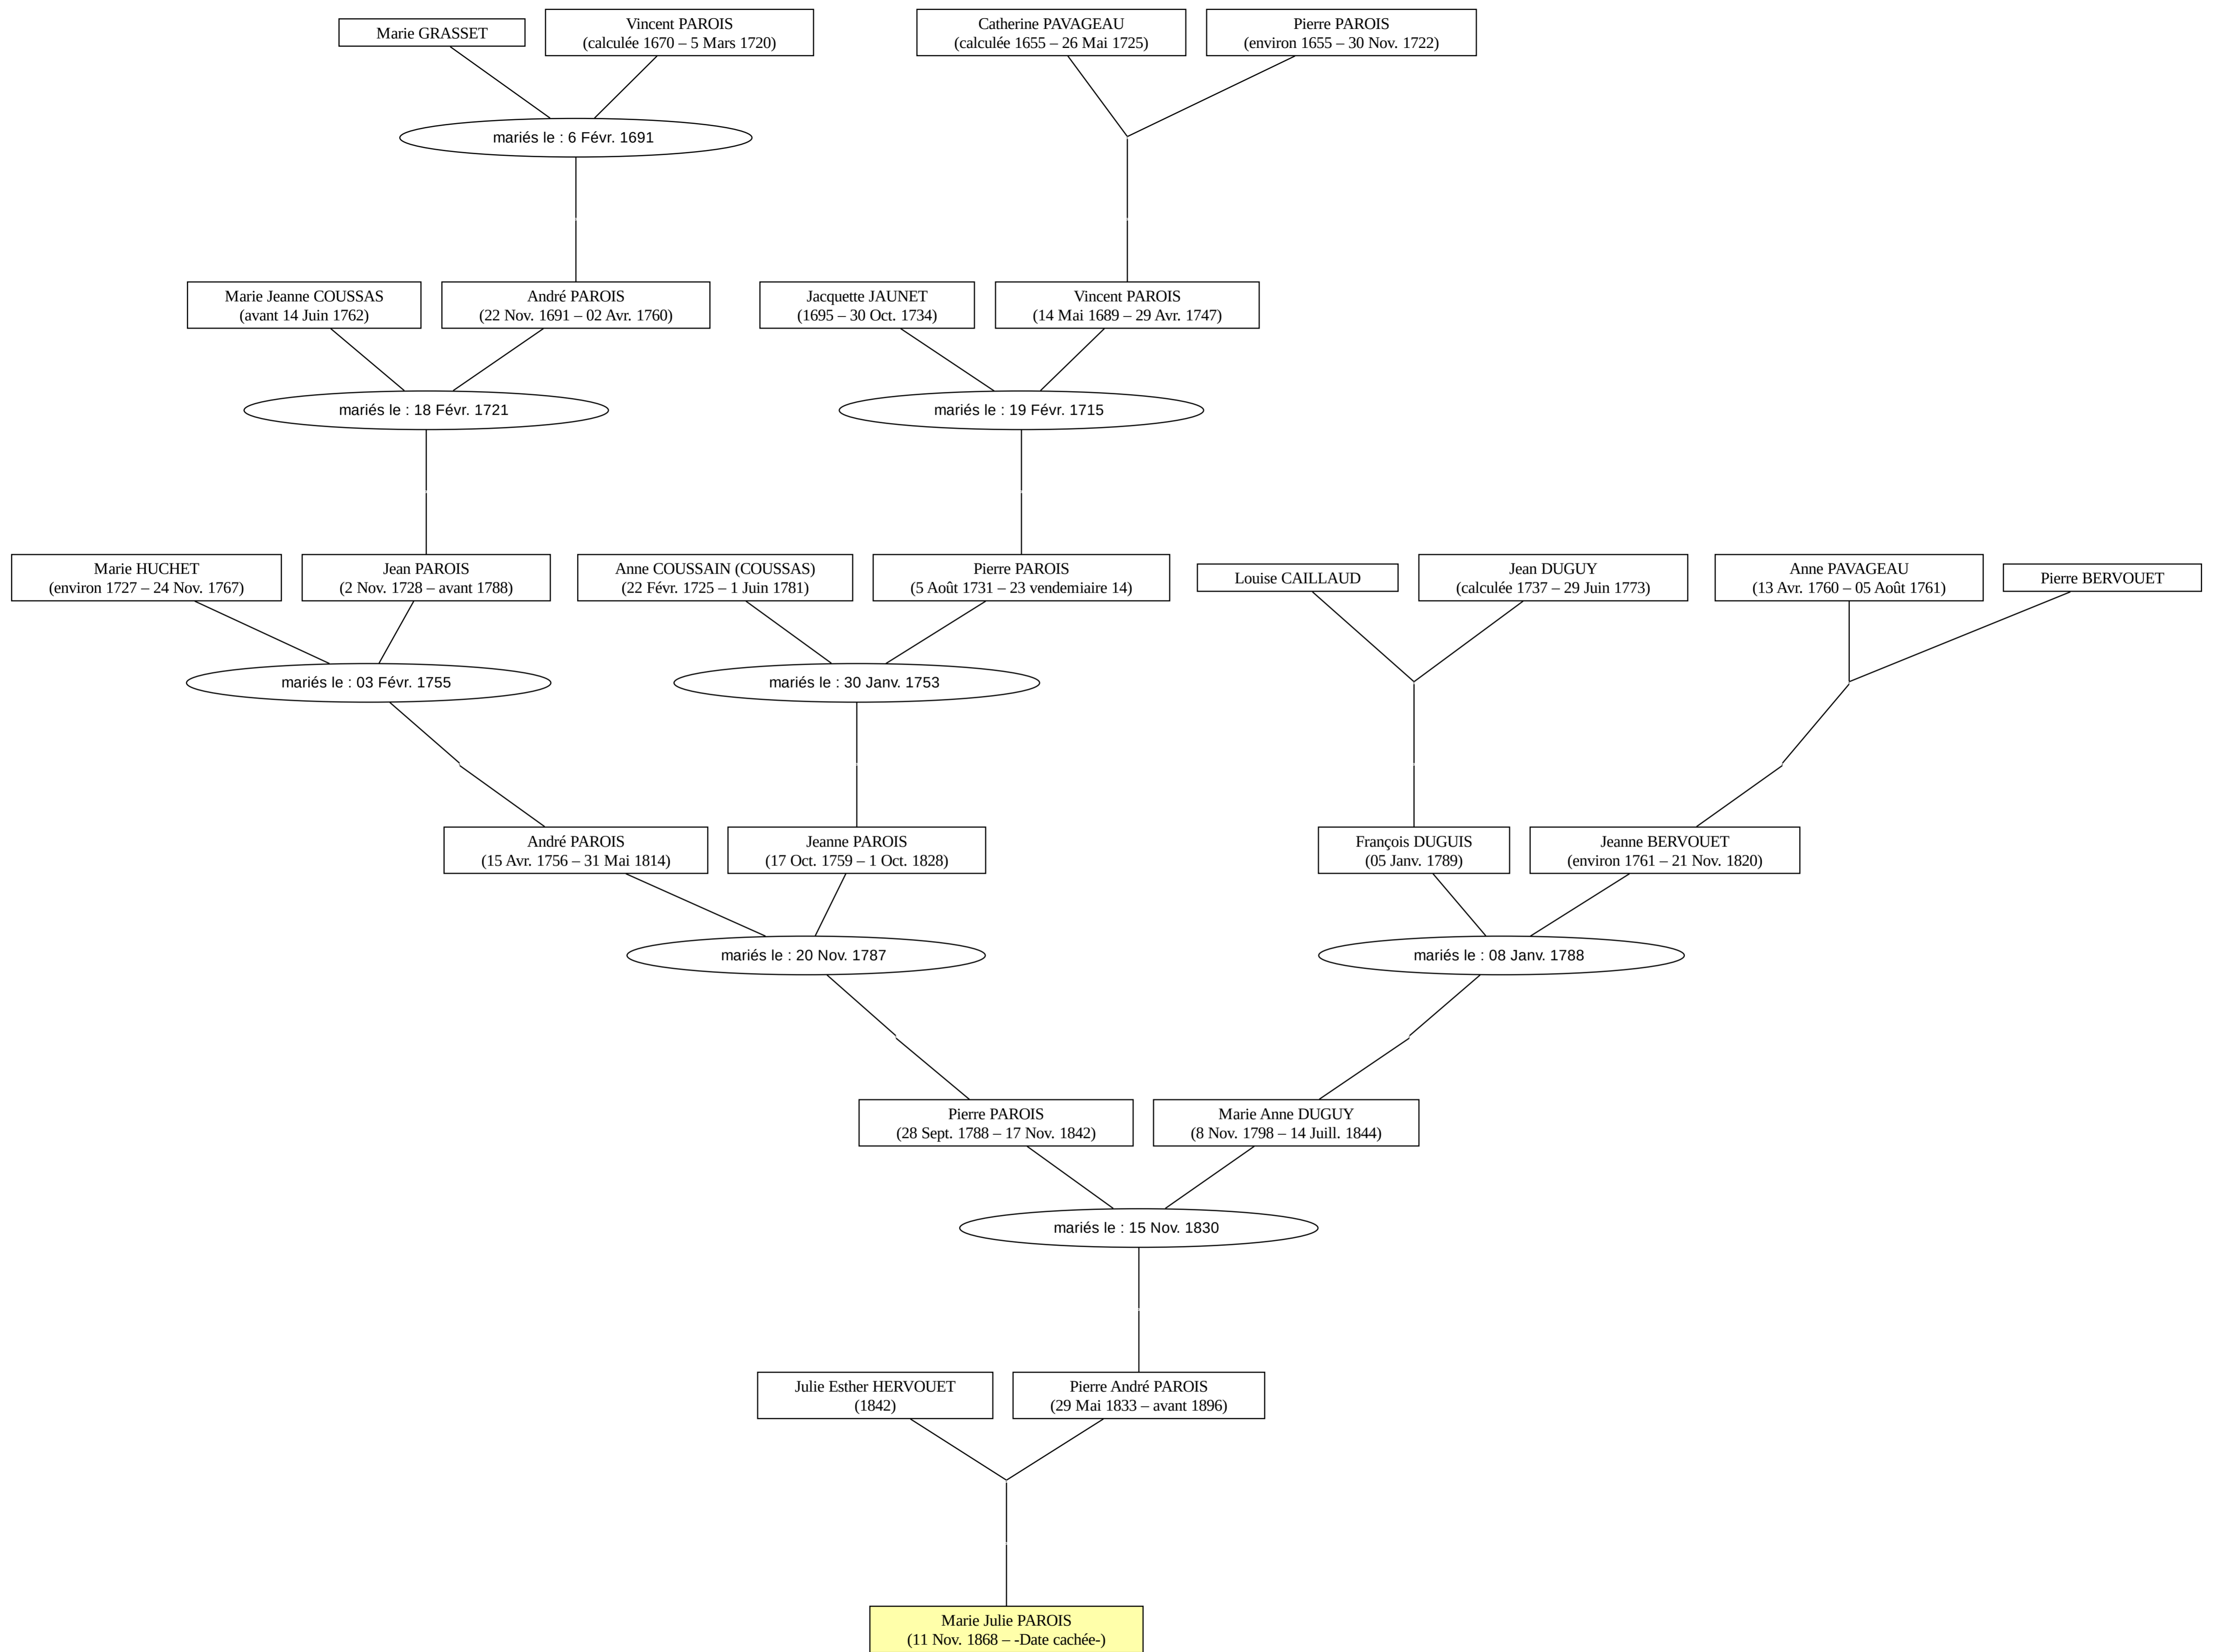 Marie GRASSET
Vincent PAROIS
(calculée 1670 – 5 Mars 1720)
Catherine PAVAGEAU
(calculée 1655 – 26 Mai 1725)
Pierre PAROIS
(environ 1655 – 30 Nov. 1722)
mariés le : 6 Févr. 1691
Marie Jeanne COUSSAS
(avant 14 Juin 1762)
André PAROIS
(22 Nov. 1691 – 02 Avr. 1760)
Jacquette JAUNET
(1695 – 30 Oct. 1734)
Vincent PAROIS
(14 Mai 1689 – 29 Avr. 1747)
mariés le : 18 Févr. 1721
mariés le : 19 Févr. 1715
Marie HUCHET
(environ 1727 – 24 Nov. 1767)
Jean PAROIS
(2 Nov. 1728 – avant 1788)
Anne COUSSAIN (COUSSAS)
(22 Févr. 1725 – 1 Juin 1781)
Pierre PAROIS
(5 Août 1731 – 23 vendemiaire 14)
Louise CAILLAUD
Jean DUGUY
(calculée 1737 – 29 Juin 1773)
Anne PAVAGEAU
(13 Avr. 1760 – 05 Août 1761)
Pierre BERVOUET
mariés le : 03 Févr. 1755
mariés le : 30 Janv. 1753
André PAROIS
(15 Avr. 1756 – 31 Mai 1814)
Jeanne PAROIS
(17 Oct. 1759 – 1 Oct. 1828)
François DUGUIS
(05 Janv. 1789)
Jeanne BERVOUET
(environ 1761 – 21 Nov. 1820)
mariés le : 20 Nov. 1787
mariés le : 08 Janv. 1788
Pierre PAROIS
(28 Sept. 1788 – 17 Nov. 1842)
Marie Anne DUGUY
(8 Nov. 1798 – 14 Juill. 1844)
mariés le : 15 Nov. 1830
Julie Esther HERVOUET
(1842)
Pierre André PAROIS
(29 Mai 1833 – avant 1896)
Marie Julie PAROIS
(11 Nov. 1868 – -Date cachée-)